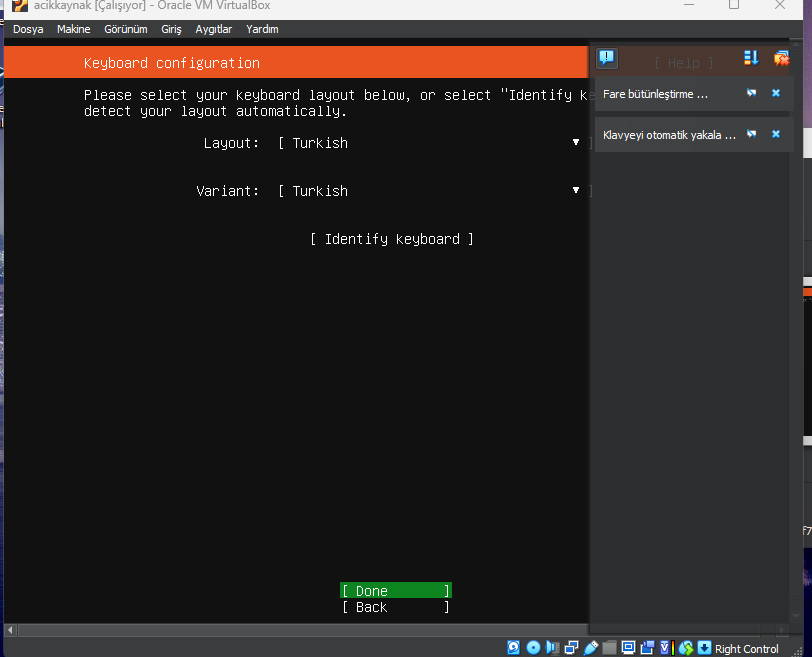 acikkaynak [Çalışıyor] - Oracle VM VirtualBox
Dosya Makine Görünüm Giriş Aygıtlar Yardım
Keyboard configuration [ Help ]
Please select your keyboard layout below, or select "Identify ke
detect your layout automatically.
Layout: [ Turkish ▼ ]
Variant: [ Turkish ▼ ]
[ Identify keyboard ]
Fare bütünleştirme ...
Klavyeyi otomatik yakala ...
[ Done ]
[ Back ]
Right Control